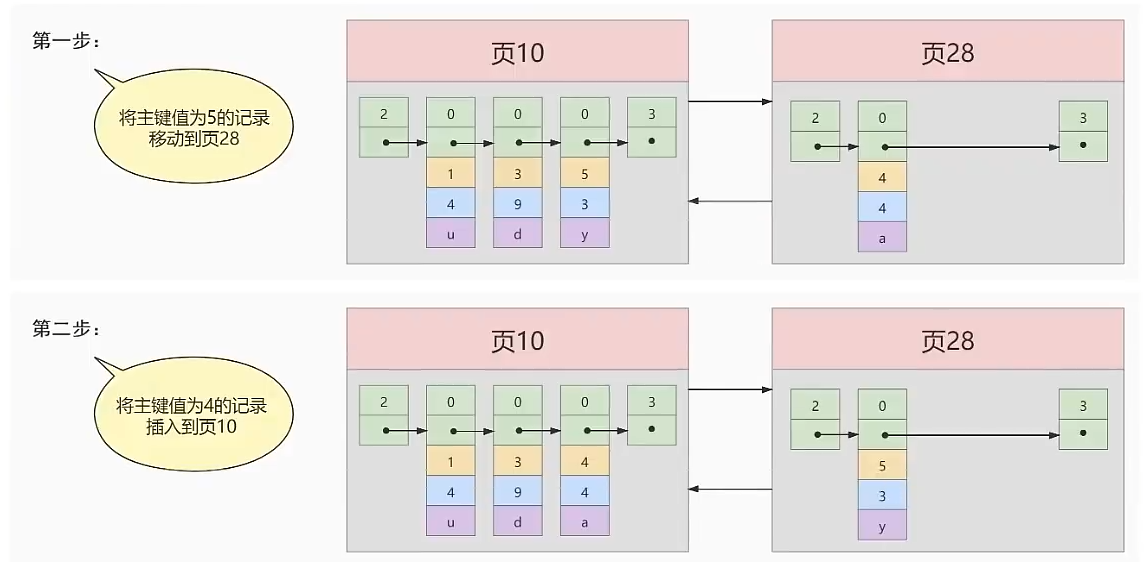 第一步：
将主键值为5的记录
移动到页28
页10
2 0 0 0 3
1 3 5
4 9 3
u d y
页28
2 0 3
4
4
a
第二步：
将主键值为4的记录
插入到页10
页10
2 0 0 0 3
1 3 4
4 9 4
u d a
页28
2 0 3
5
3
y